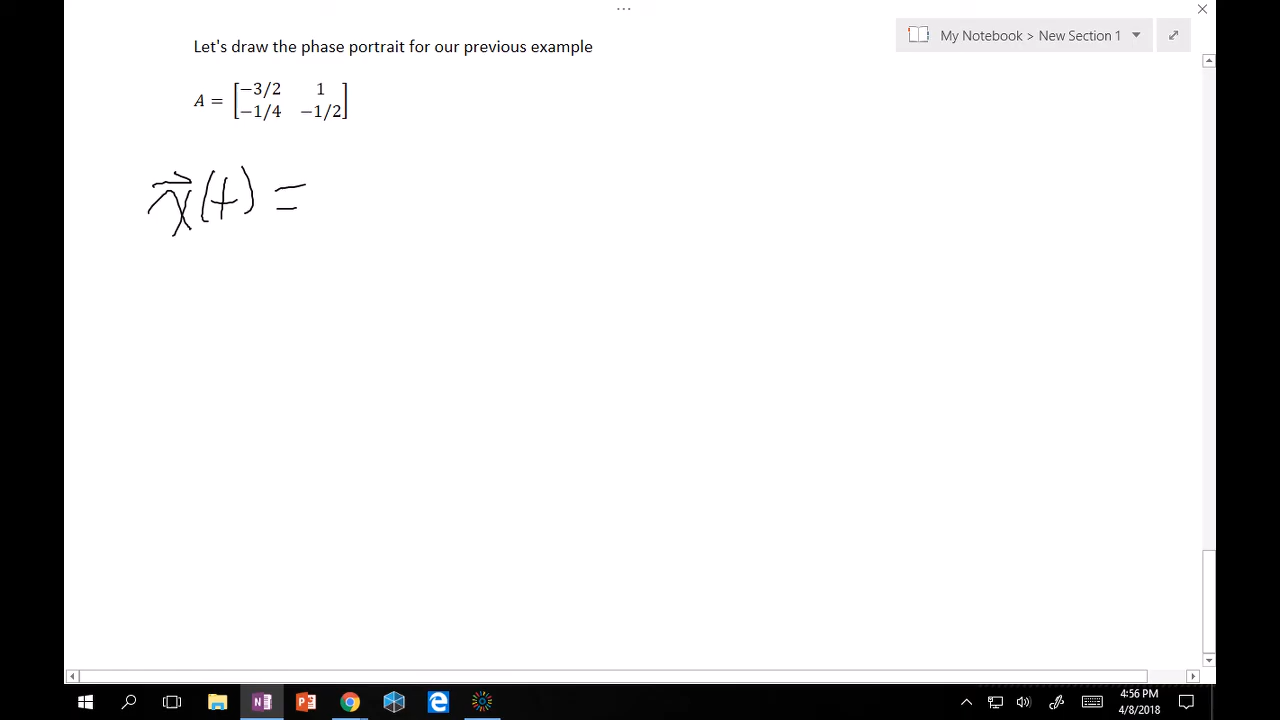 ...
My Notebook > New Section 1
Let's draw the phase portrait for our previous example
A = [−3/2 1
−1/4 −1/2]
x⃗(t) =
4:56 PM
4/8/2018